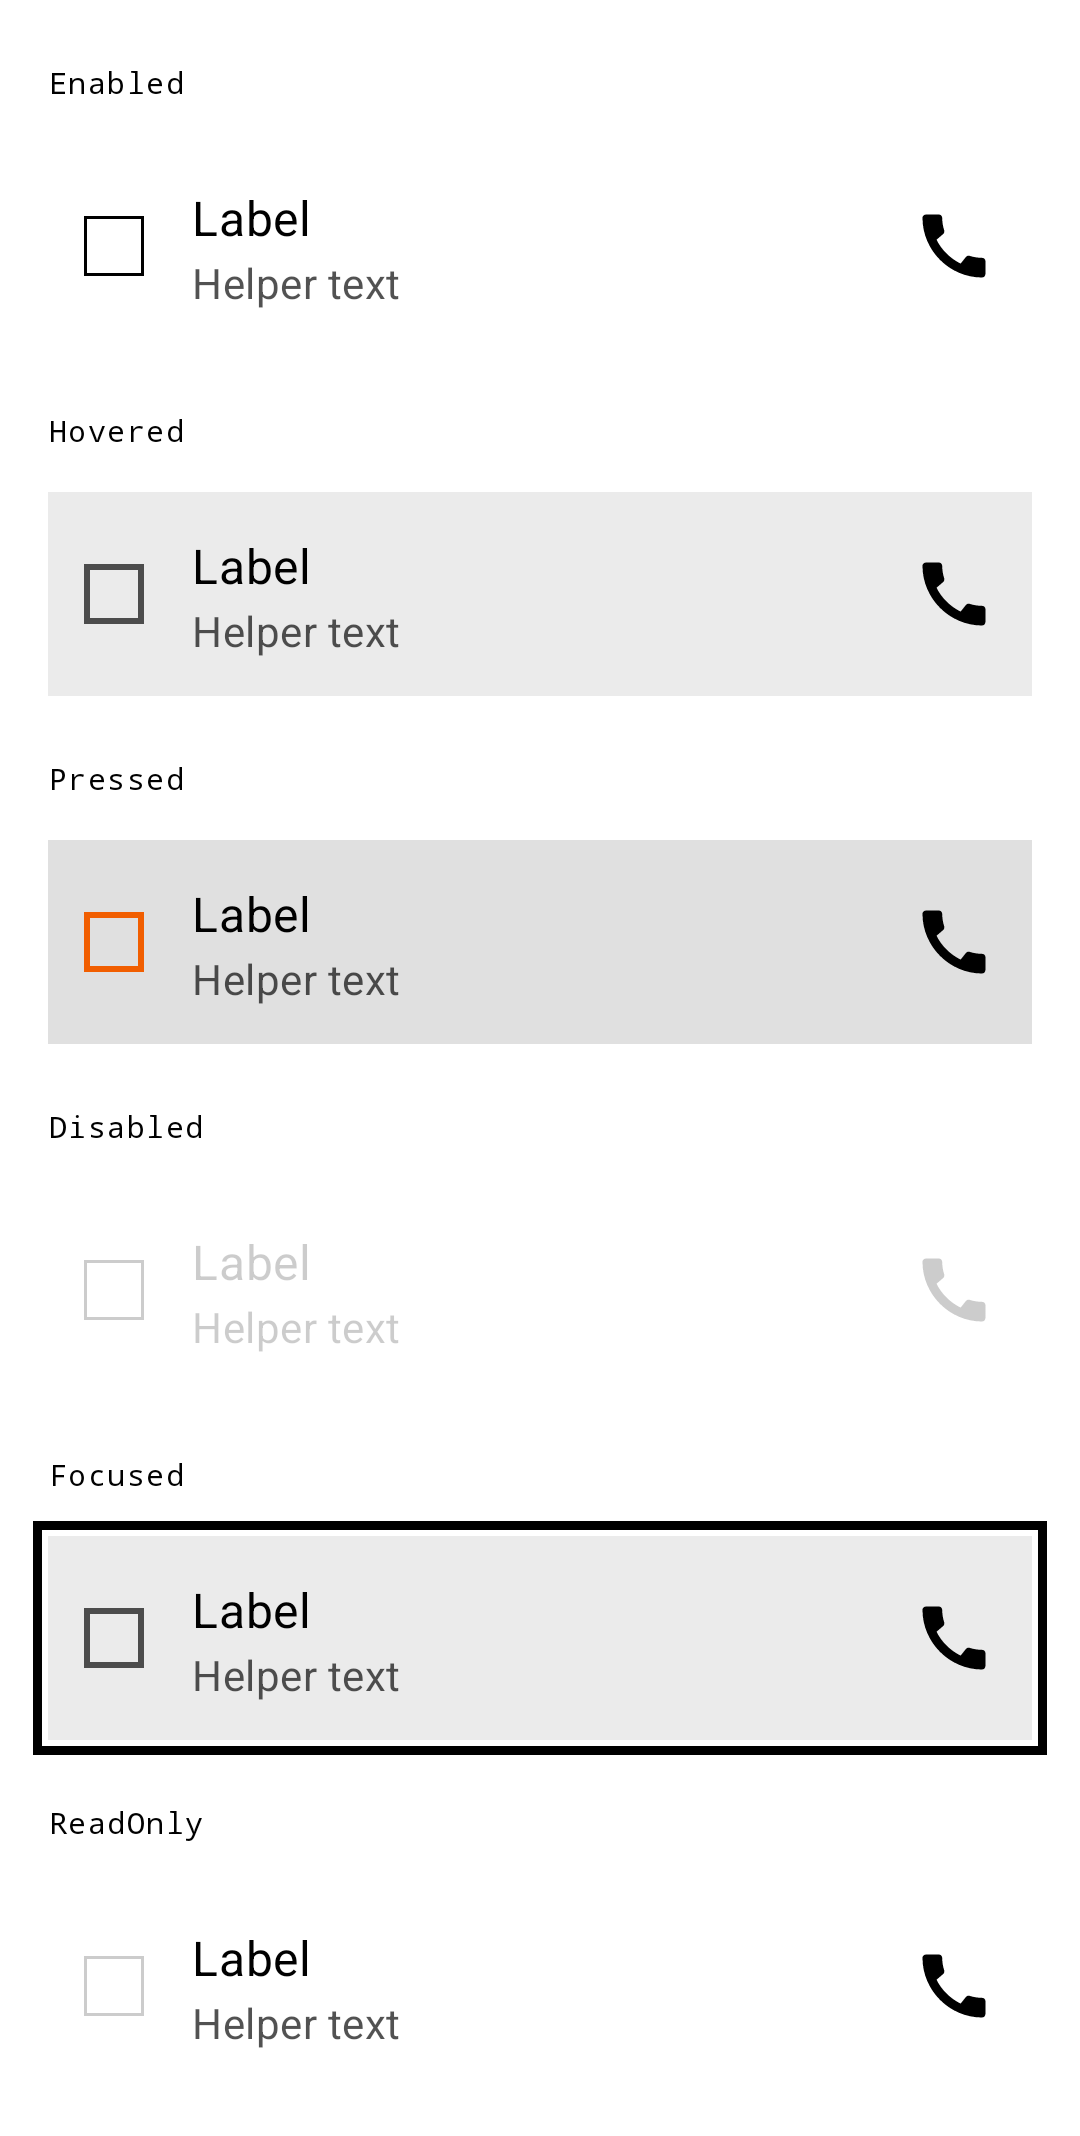 Enabled
Label
Helper text
Hovered
Label
Helper text
Pressed
Label
Helper text
Disabled
Label
Helper text
Focused
Label
Helper text
ReadOnly
Label
Helper text